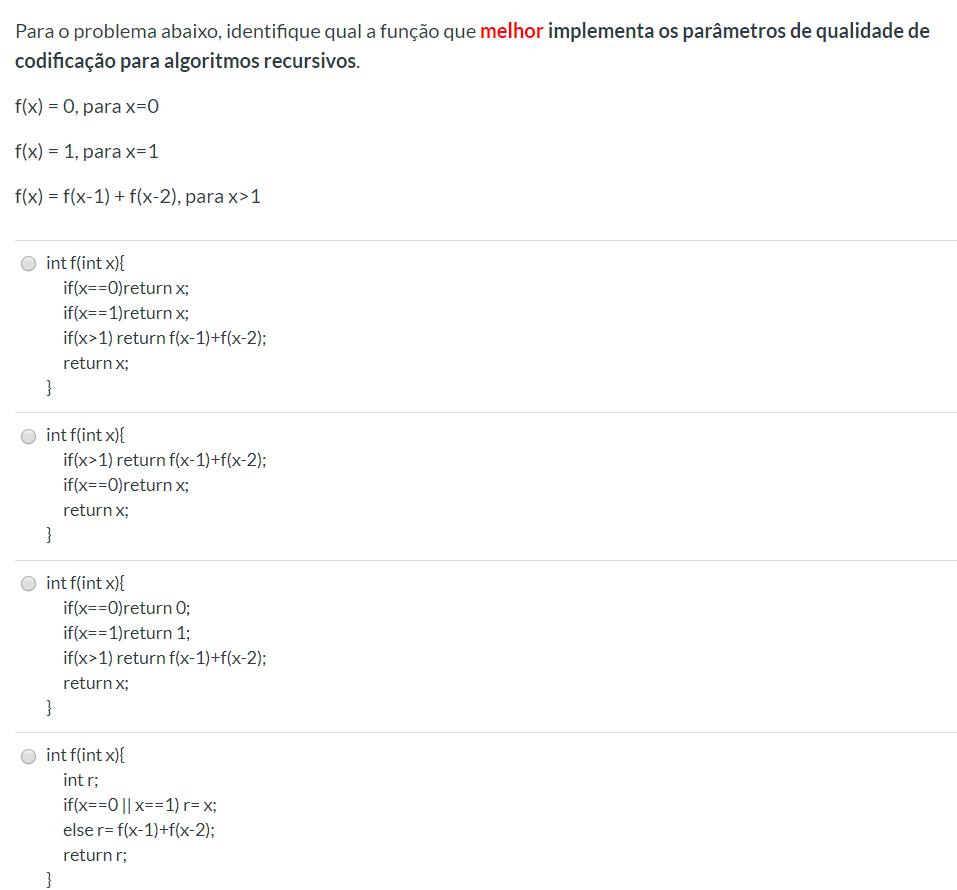 Para o problema abaixo, identifique qual a função que melhor implementa os parâmetros de qualidade de
codificação para algoritmos recursivos.
f(x) = 0, para x=0
f(x) = 1, para x=1
f(x) = f(x-1) + f(x-2), para x>1
int f(int x){
if(x==0)return x;
if(x==1)return x;
if(x>1) return f(x-1)+f(x-2);
return x;
}
int f(int x){
if(x>1) return f(x-1)+f(x-2);
if(x==0)return x;
return x;
}
int f(int x){
if(x==0)return 0;
if(x==1)return 1;
if(x>1) return f(x-1)+f(x-2);
return x;
}
int f(int x){
int r;
if(x==0 || x==1) r= x;
else r= f(x-1)+f(x-2);
return r;
}